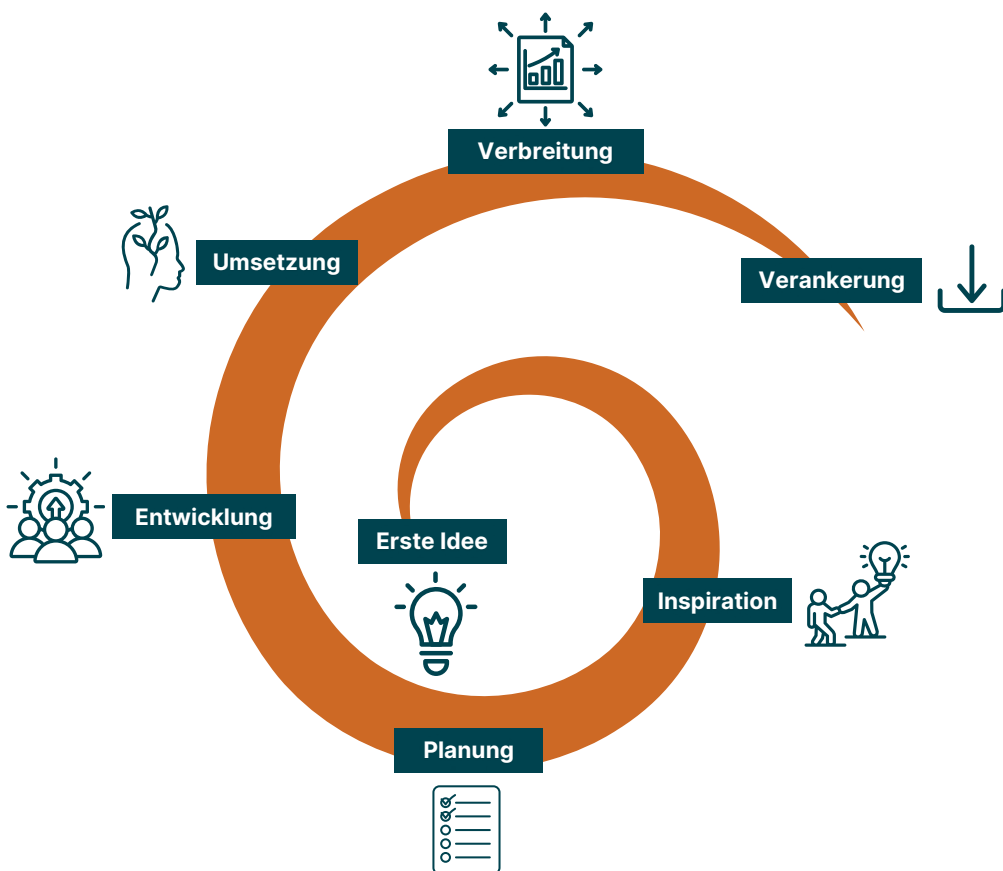 Verbreitung
Umsetzung
Verankerung
Entwicklung
Erste Idee
Inspiration
Planung